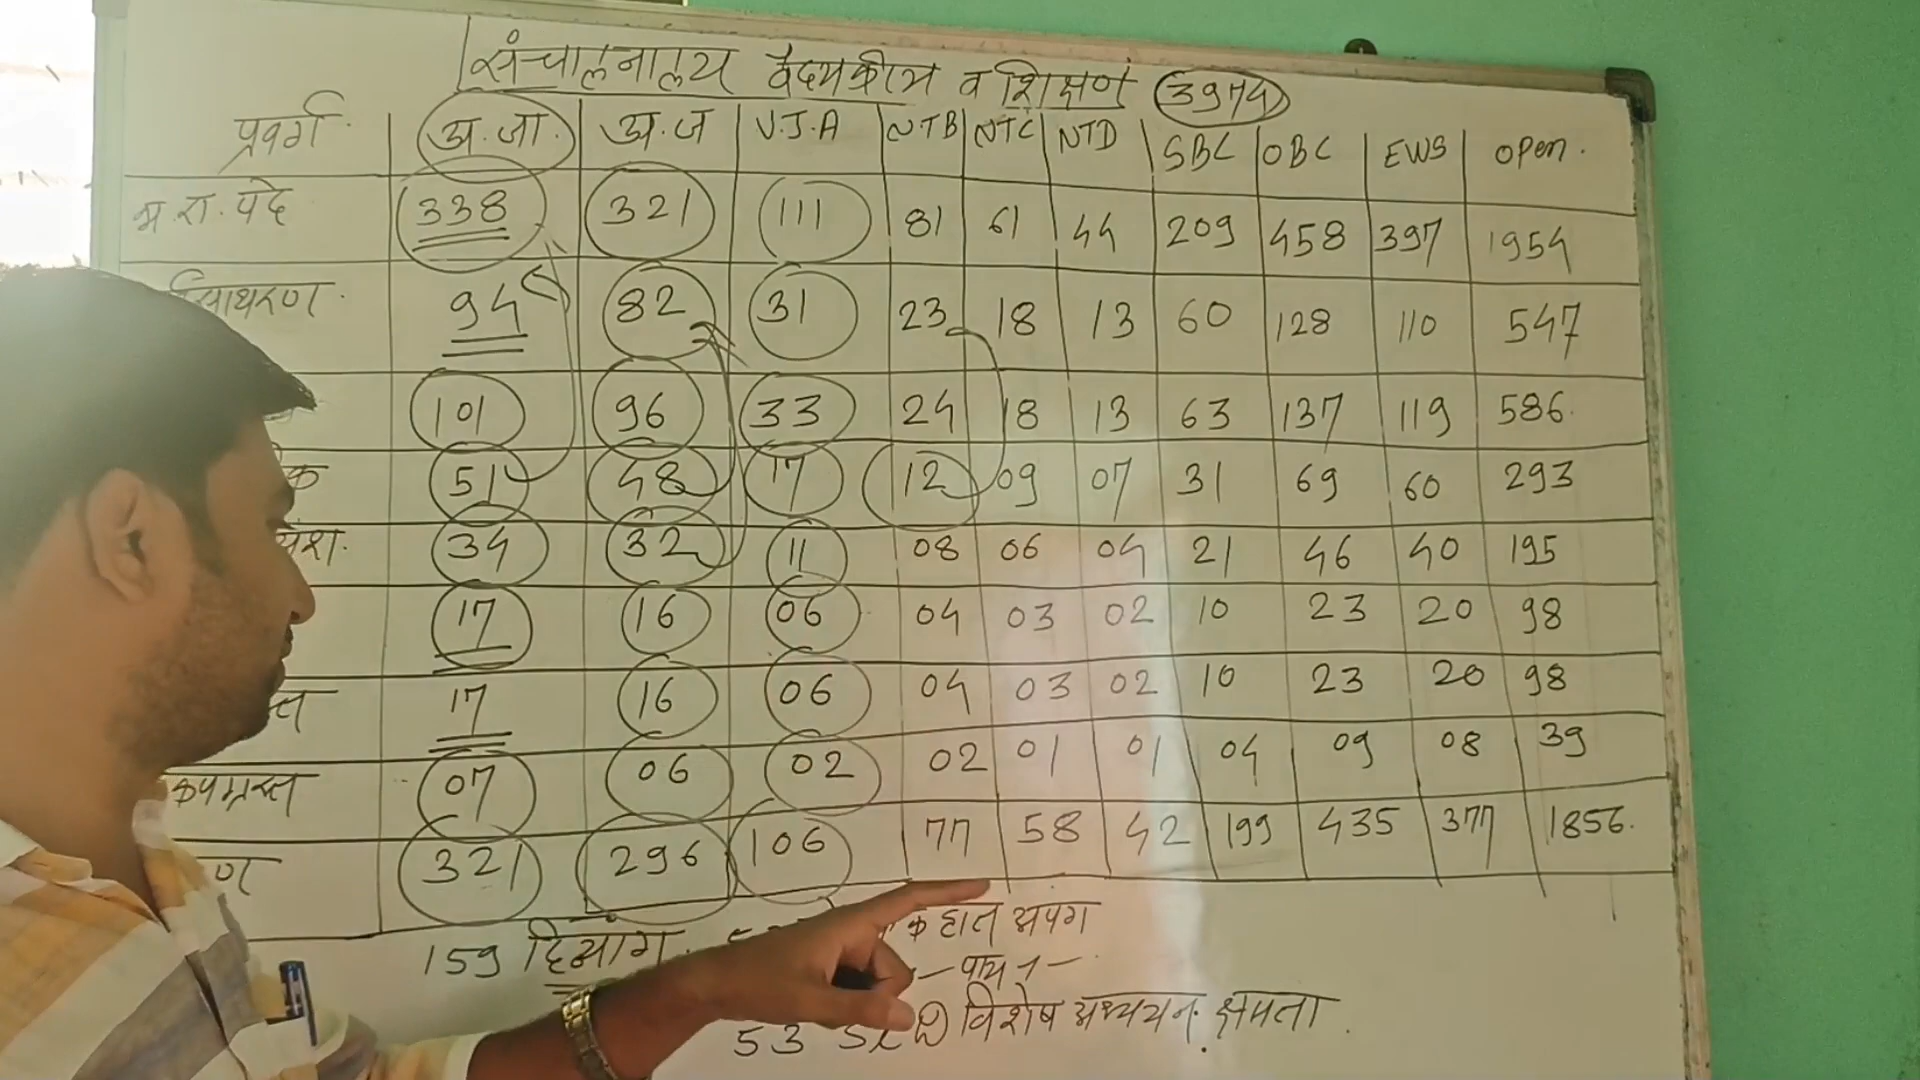 संचालनालय वैद्यकीय व शिक्षण 3974
प्रवर्ग अ.जा. अ.ज V.J.A NTB NTC NTD SBC OBC EWS open.
म.रा.पदे 338 321 111 81 61 44 209 458 397 1954
94 82 31 23 18 13 60 128 110 547
101 96 33 24 18 13 63 137 119 586
क 51 48 17 12 09 07 31 69 60 293
34 32 11 08 06 04 21 46 40 195
17 16 06 04 03 02 10 23 20 98
17 16 06 04 03 02 10 23 20 98
07 06 02 02 01 01 04 09 08 39
ण 321 296 106 77 58 42 199 435 377 1856.
159 दिव्यांग. हात अपंग
53 SLD विशेष अध्ययन क्षमता.